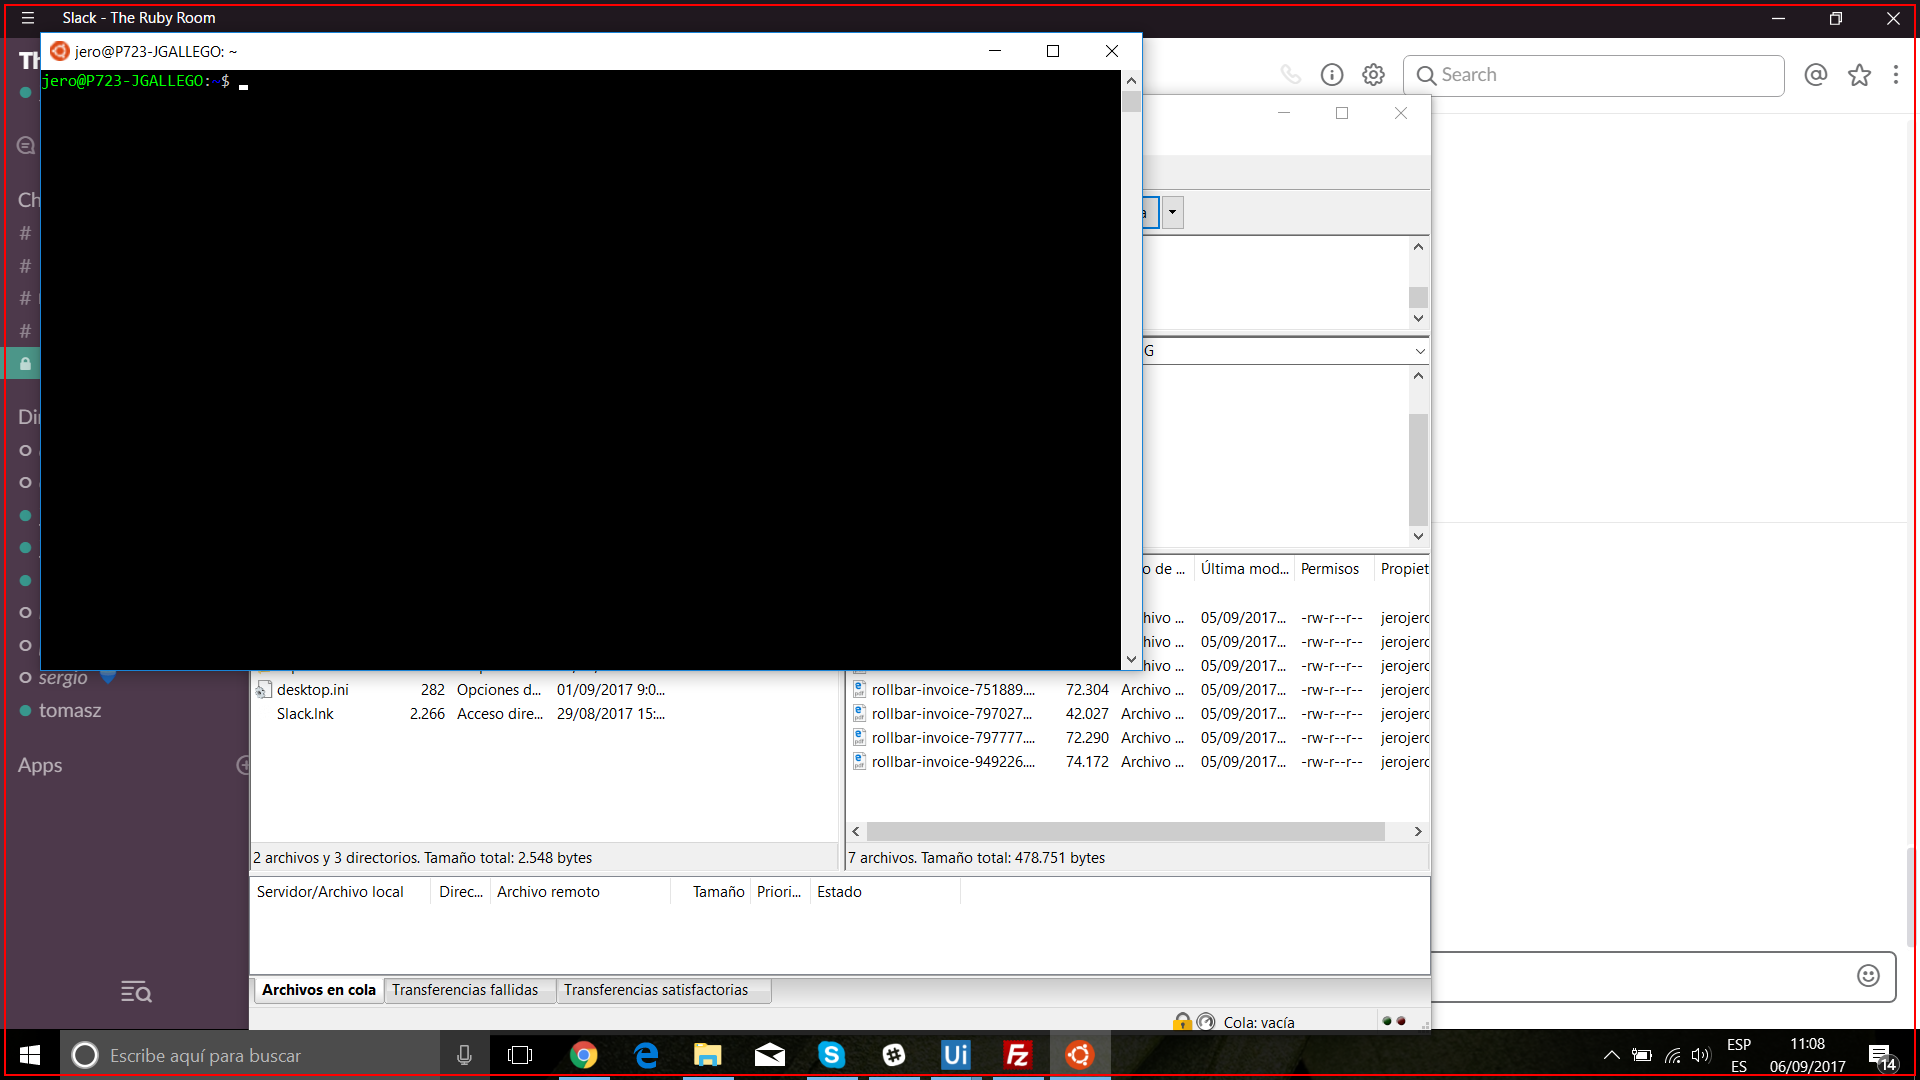 Slack - The Ruby Room
jero@P723-JGALLEGO: ~
jero@P723-JGALLEGO:~$
Search
G
o de ... Última mod... Permisos Propiet
hivo ... 05/09/2017... -rw-r--r-- jerojerc
hivo ... 05/09/2017... -rw-r--r-- jerojerc
hivo ... 05/09/2017... -rw-r--r-- jerojerc
desktop.ini 282 Opciones d... 01/09/2017 9:0...
rollbar-invoice-751889.... 72.304 Archivo ... 05/09/2017... -rw-r--r-- jerojerc
Slack.lnk 2.266 Acceso dire... 29/08/2017 15:...
rollbar-invoice-797027... 42.027 Archivo ... 05/09/2017... -rw-r--r-- jerojerc
rollbar-invoice-797777.... 72.290 Archivo ... 05/09/2017... -rw-r--r-- jerojerc
rollbar-invoice-949226.... 74.172 Archivo ... 05/09/2017... -rw-r--r-- jerojerc
Th
Ch
#
#
#
#
Dir
sergio
tomasz
Apps
2 archivos y 3 directorios. Tamaño total: 2.548 bytes
7 archivos. Tamaño total: 478.751 bytes
Servidor/Archivo local Direc... Archivo remoto Tamaño Priori... Estado
Archivos en cola Transferencias fallidas Transferencias satisfactorias
Cola: vacía
Escribe aquí para buscar
Ui
ESP
ES
11:08
06/09/2017
14